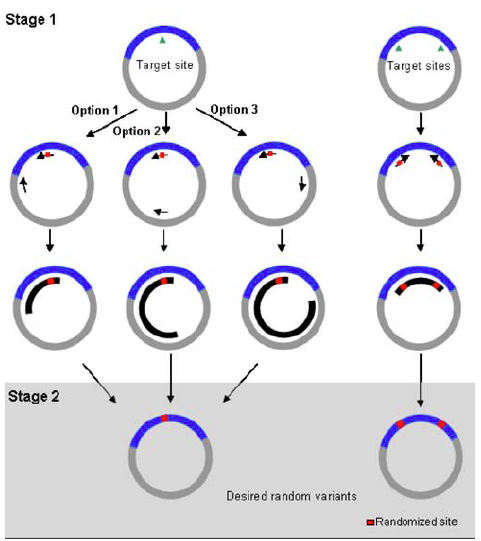 Stage 1
Target site
Target sites
Option 1
Option 2
Option 3
Stage 2
Desired random variants
Randomized site